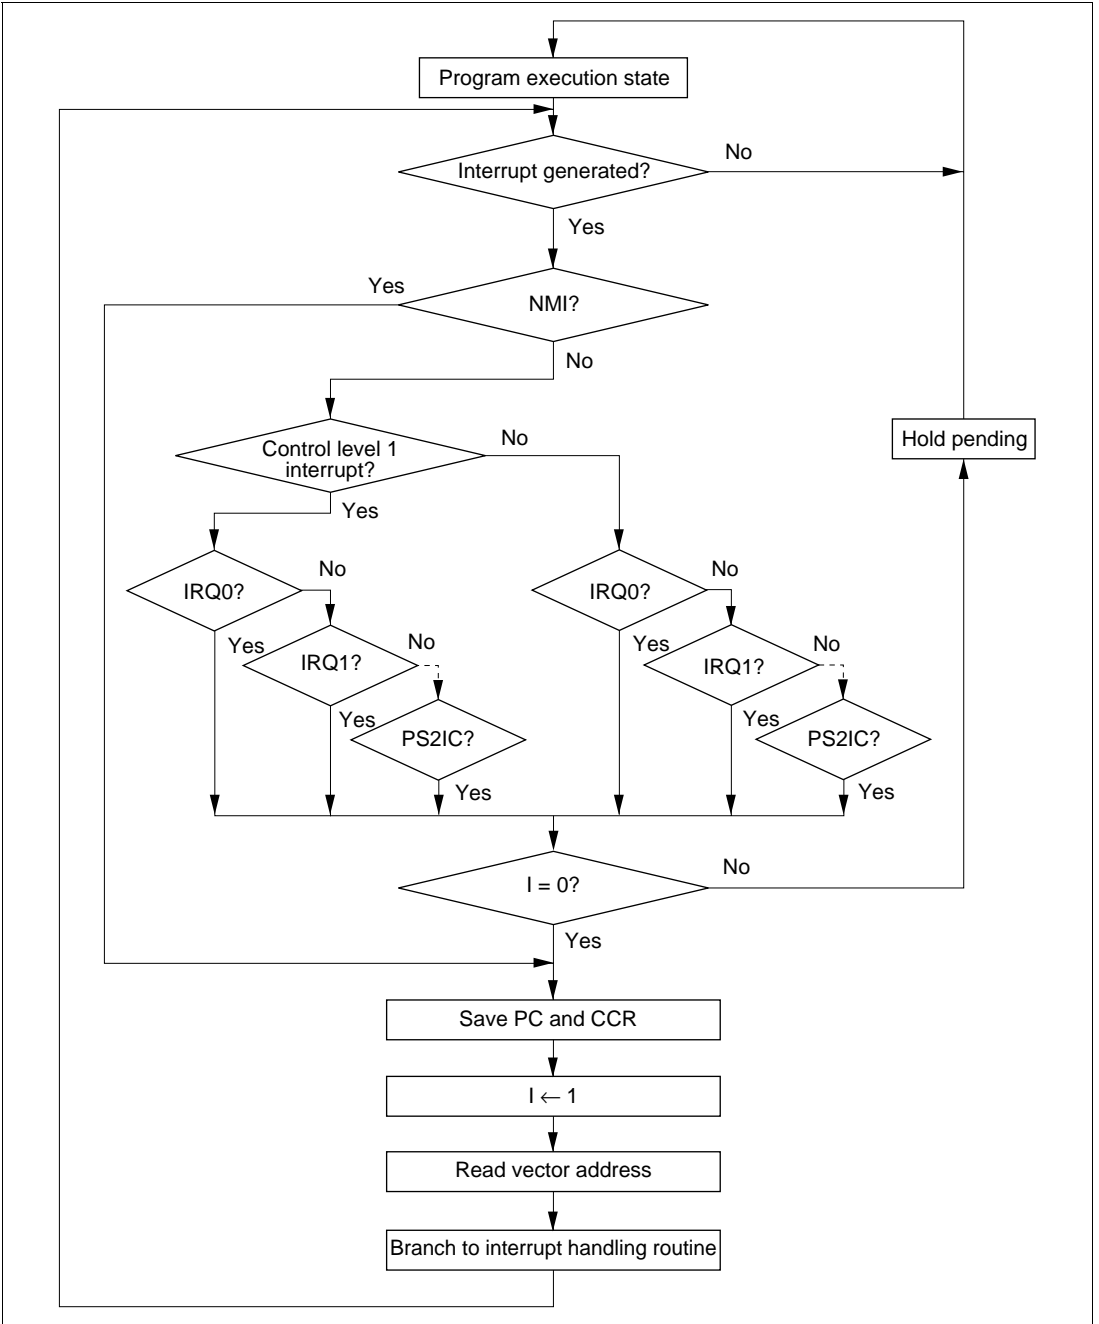 Program execution state
No
Interrupt generated?
Yes
Yes
NMI?
No
Control level 1
interrupt?
No
Hold pending
Yes
No
No
IRQ0?
IRQ0?
Yes
No
Yes
No
IRQ1?
IRQ1?
Yes
Yes
PS2IC?
PS2IC?
Yes
Yes
No
I = 0?
Yes
Save PC and CCR
I ← 1
Read vector address
Branch to interrupt handling routine